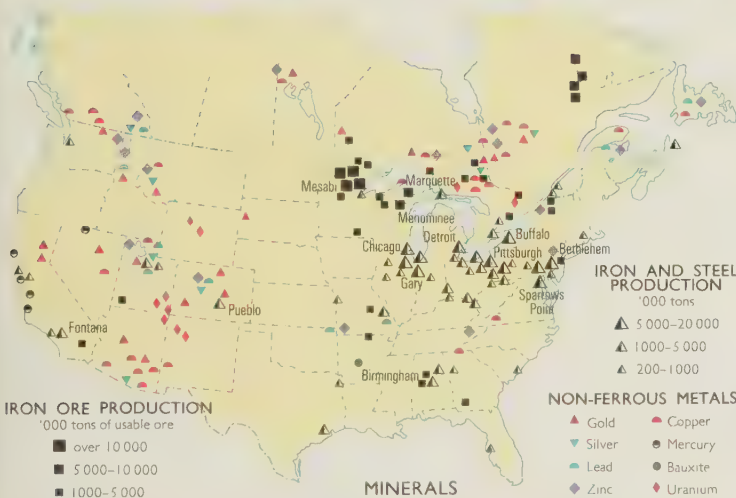 Mesabi
Marquette
Menominee
Chicago
Detroit
Buffalo
Pittsburgh
Bethlehem
Gary
Sparrows
Point
Pueblo
Fontana
Birmingham
IRON AND STEEL
PRODUCTION
'000 tons
5 000–20 000
1000–5 000
200–1000
IRON ORE PRODUCTION
'000 tons of usable ore
over 10 000
5 000–10 000
1000–5 000
NON-FERROUS METALS
Gold
Copper
Silver
Mercury
Lead
Bauxite
Zinc
Uranium
MINERALS